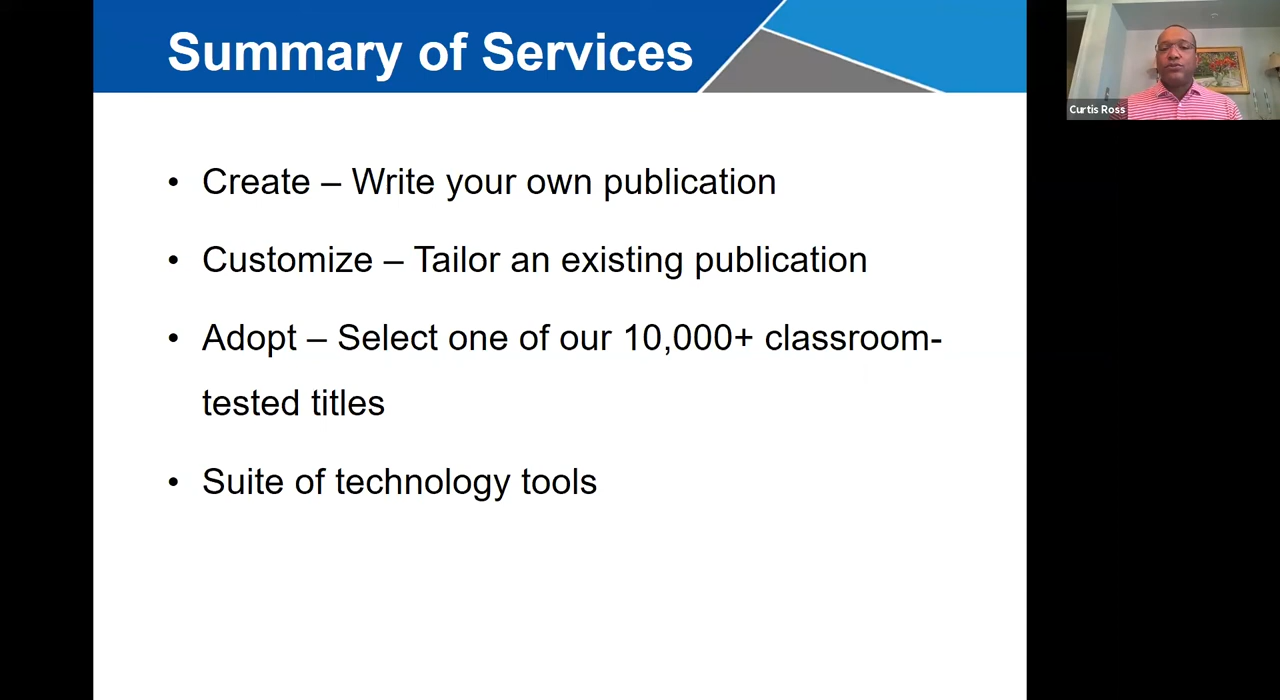 Summary of Services
Curtis Ross
• Create – Write your own publication
• Customize – Tailor an existing publication
• Adopt – Select one of our 10,000+ classroom-
tested titles
• Suite of technology tools